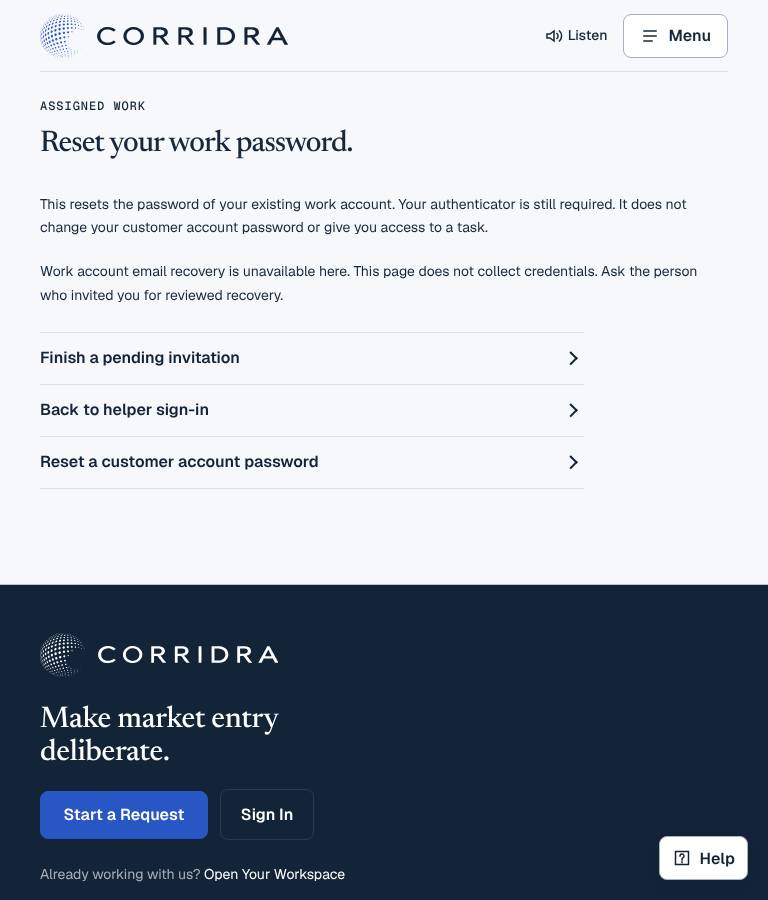 CORRIDRA
Listen
Menu
ASSIGNED WORK
Reset your work password.
This resets the password of your existing work account. Your authenticator is still required. It does not
change your customer account password or give you access to a task.
Work account email recovery is unavailable here. This page does not collect credentials. Ask the person
who invited you for reviewed recovery.
Finish a pending invitation
Back to helper sign-in
Reset a customer account password
CORRIDRA
Make market entry
deliberate.
Start a Request
Sign In
Help
Already working with us? Open Your Workspace